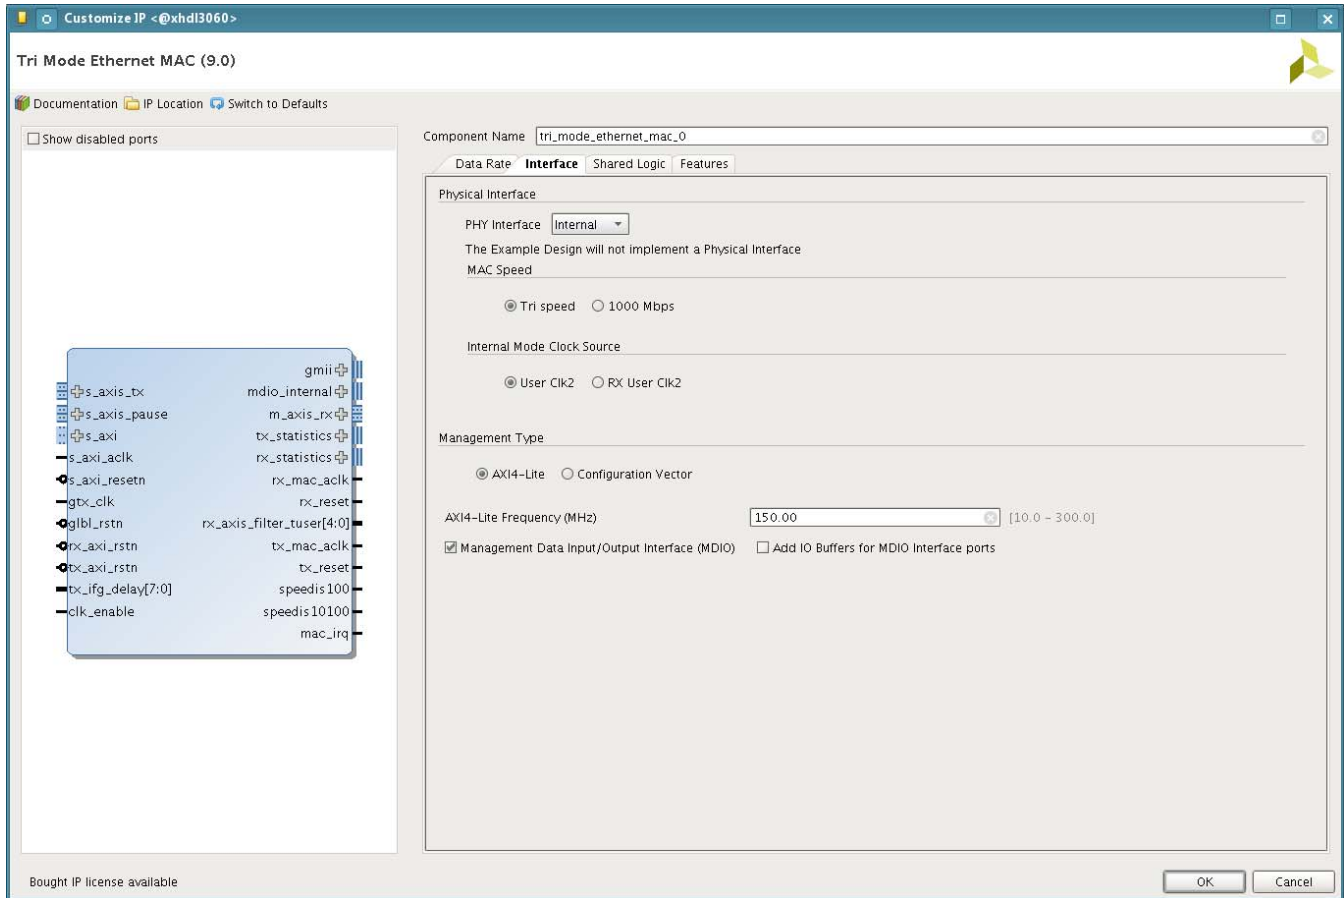 Customize IP <@xhdl3060>
Tri Mode Ethernet MAC (9.0)
Documentation IP Location Switch to Defaults
Show disabled ports
gmii
s_axis_tx mdio_internal
s_axis_pause m_axis_rx
s_axi tx_statistics
s_axi_aclk rx_statistics
s_axi_resetn rx_mac_aclk
gtx_clk rx_reset
glbl_rstn rx_axis_filter_tuser[4:0]
rx_axi_rstn tx_mac_aclk
tx_axi_rstn tx_reset
tx_ifg_delay[7:0] speedis100
clk_enable speedis10100
mac_irq
Component Name tri_mode_ethernet_mac_0
Data Rate Interface Shared Logic Features
Physical Interface
PHY Interface Internal
The Example Design will not implement a Physical Interface
MAC Speed
Tri speed 1000 Mbps
Internal Mode Clock Source
User Clk2 RX User Clk2
Management Type
AXI4-Lite Configuration Vector
AXI4-Lite Frequency (MHz) 150.00 [10.0 - 300.0]
Management Data Input/Output Interface (MDIO) Add IO Buffers for MDIO Interface ports
Bought IP license available
OK Cancel